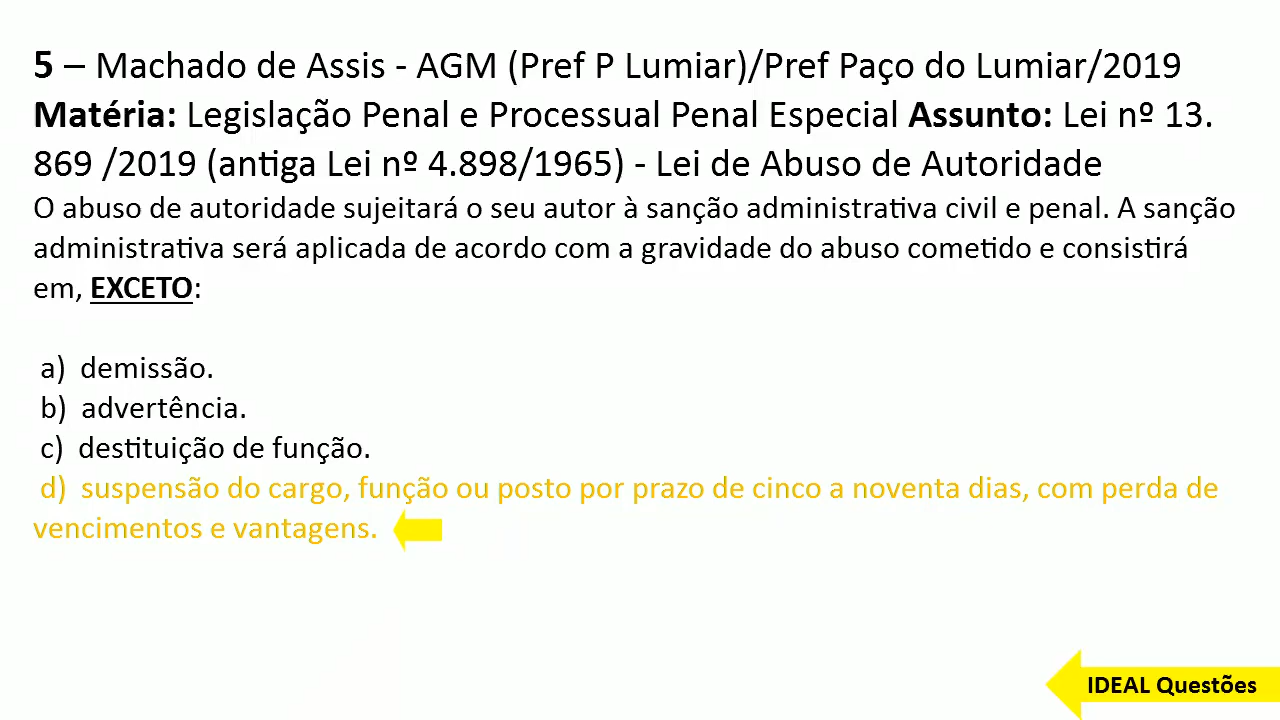 5 – Machado de Assis - AGM (Pref P Lumiar)/Pref Paço do Lumiar/2019
Matéria: Legislação Penal e Processual Penal Especial Assunto: Lei nº 13.
869 /2019 (antiga Lei nº 4.898/1965) - Lei de Abuso de Autoridade
O abuso de autoridade sujeitará o seu autor à sanção administrativa civil e penal. A sanção
administrativa será aplicada de acordo com a gravidade do abuso cometido e consistirá
em, EXCETO:
a) demissão.
b) advertência.
c) destituição de função.
d) suspensão do cargo, função ou posto por prazo de cinco a noventa dias, com perda de
vencimentos e vantagens.
IDEAL Questões